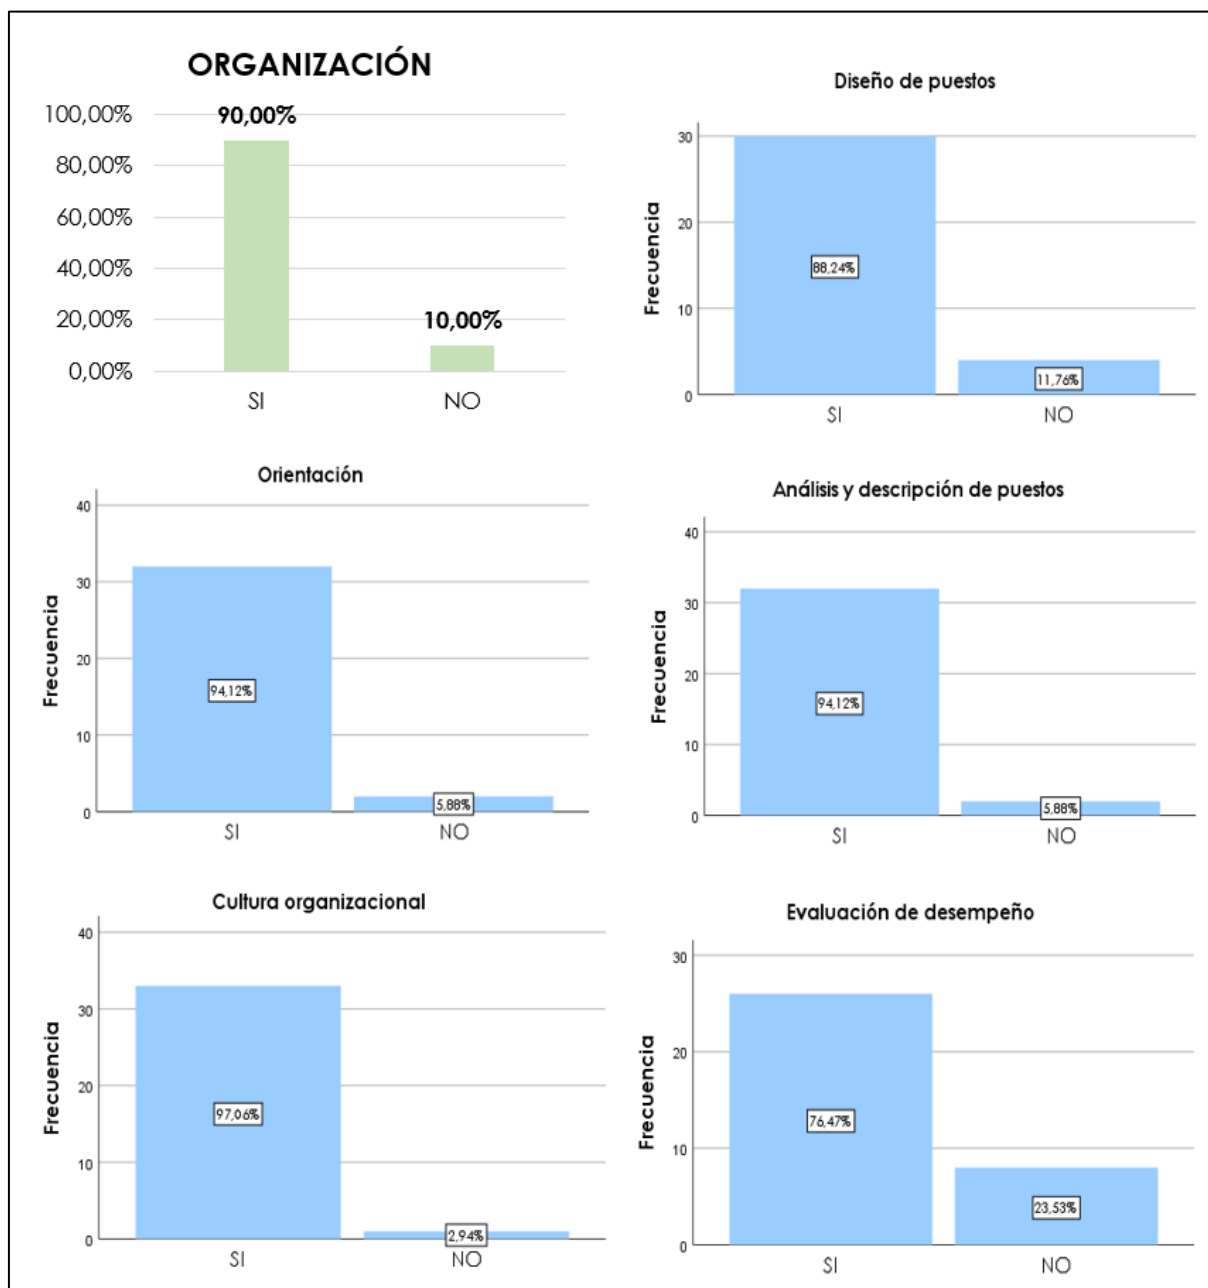 ORGANIZACIÓN
100,00%
80,00%
60,00%
40,00%
20,00%
0,00%
90,00%
10,00%
SI NO
Diseño de puestos
Frecuencia
30
20
10
0
88,24%
11,76%
SI NO
Orientación
Frecuencia
40
30
20
10
0
94,12%
5,88%
SI NO
Análisis y descripción de puestos
Frecuencia
40
30
20
10
0
94,12%
5,88%
SI NO
Cultura organizacional
Frecuencia
40
30
20
10
0
97,06%
2,94%
SI NO
Evaluación de desempeño
Frecuencia
30
20
10
0
76,47%
23,53%
SI NO